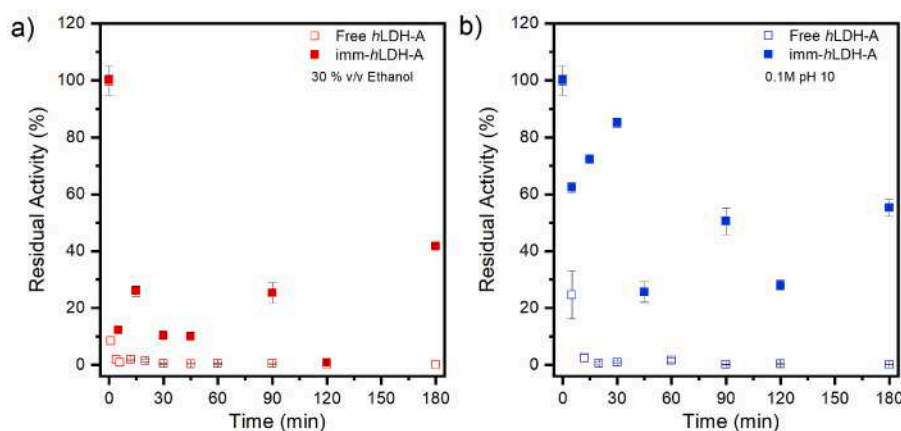 a)
Free hLDH-A
imm-hLDH-A
30 % v/v Ethanol
120
100
80
60
40
20
0
Residual Activity (%)
0 30 60 90 120 150 180
Time (min)
b)
Free hLDH-A
imm-hLDH-A
0.1M pH 10
120
100
80
60
40
20
0
Residual Activity (%)
0 30 60 90 120 150 180
Time (min)